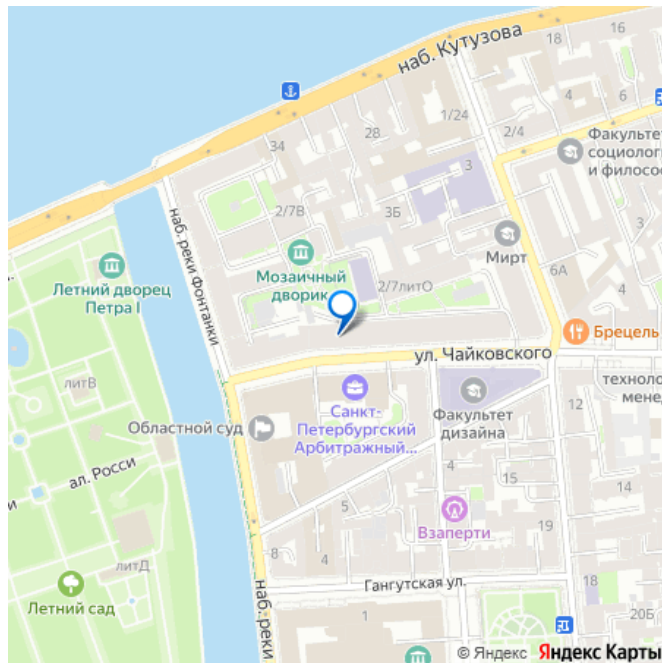 наб. Кутузова
18
16
4
6
1/24
28
34
2/4
Факультет
социолог
и филосо
3
2/7В
3Б
Мирт
наб. реки Фонтанки
Летний дворец
Петра I
Мозаичный
дворик
2/7литО
6А
Брецель
ул. Чайковского
литВ
Санкт-
Петербургский
Арбитражный...
Факультет
дизайна
техноло
менед
12
Областной суд
ал. Росси
4
15
14
5
Взаперти
19
литД
8
4
Летний сад
наб. реки
Гангутская ул.
18
1
20Б
© Яндекс Яндекс Карты